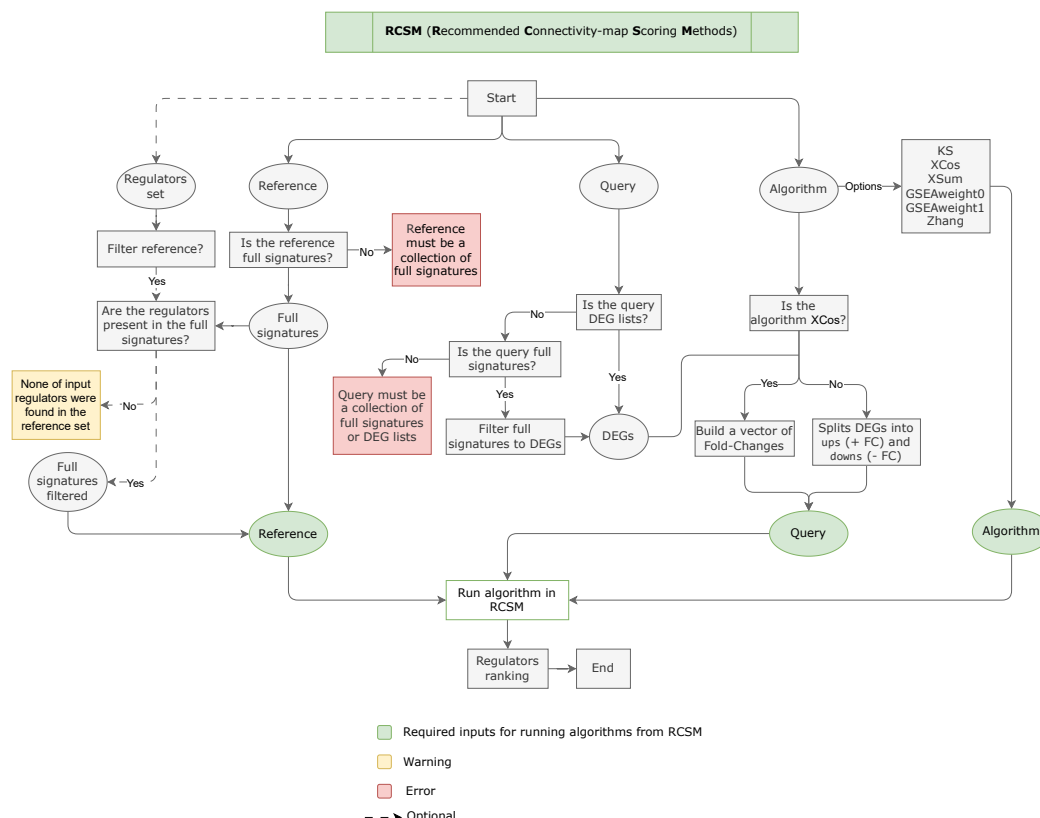 RCSM (Recommended Connectivity-map Scoring Methods)
Start
Regulators
set
Reference
Query
Algorithm
Options
KS
XCos
XSum
GSEAweight0
GSEAweight1
Zhang
Filter reference?
Is the reference
full signatures?
No
Reference
must be a
collection of
full signatures
Yes
Are the regulators
present in the full
signatures?
Full
signatures
Is the query
DEG lists?
Is the
algorithm XCos?
No
Is the query full
signatures?
No
Yes
Yes
Query must be
a collection of
full signatures
or DEG lists
Filter full
signatures to DEGs
DEGs
Yes
No
Build a vector of
Fold-Changes
Splits DEGs into
ups (+ FC) and
downs (- FC)
None of input
regulators were
found in the
reference set
No
Full
signatures
filtered
Yes
Reference
Query
Algorithm
Run algorithm in
RCSM
Regulators
ranking
End
Required inputs for running algorithms from RCSM
Warning
Error
Optional